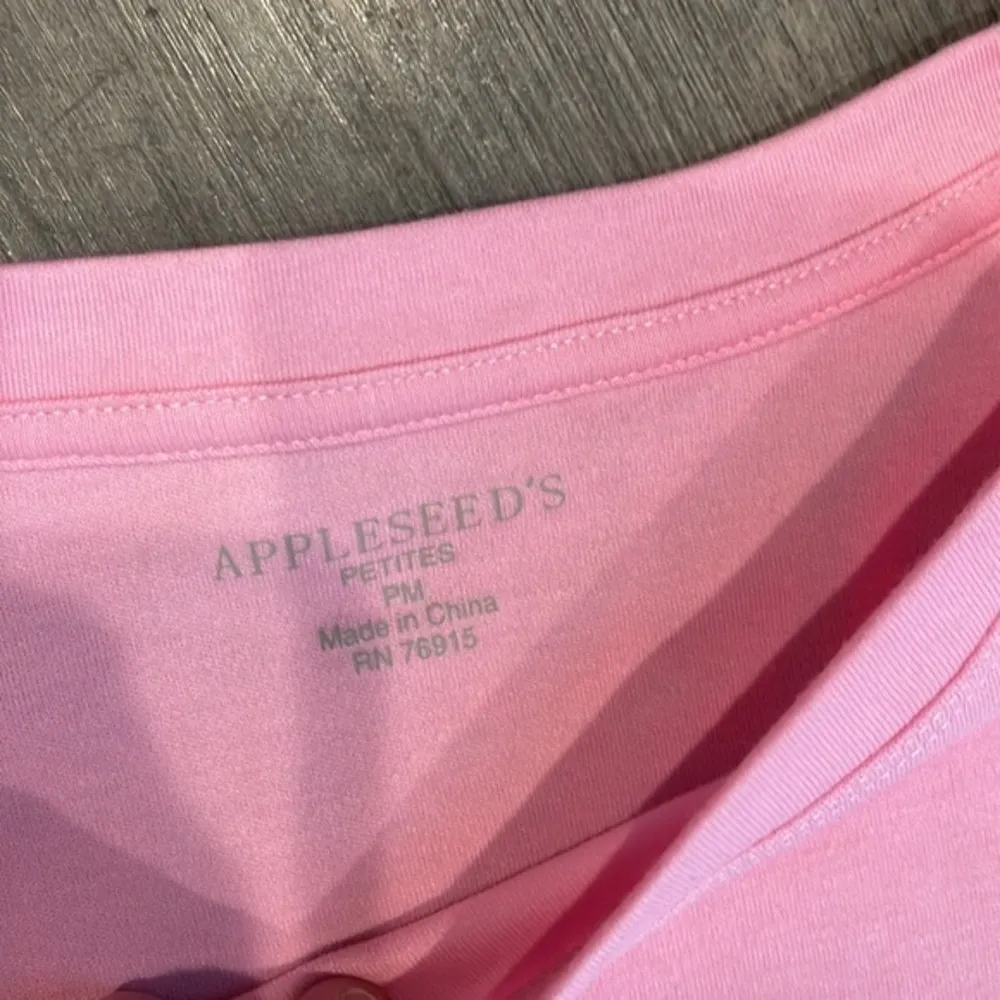 APPLESEED'S
PETITES
PM
Made in China
RN 76915